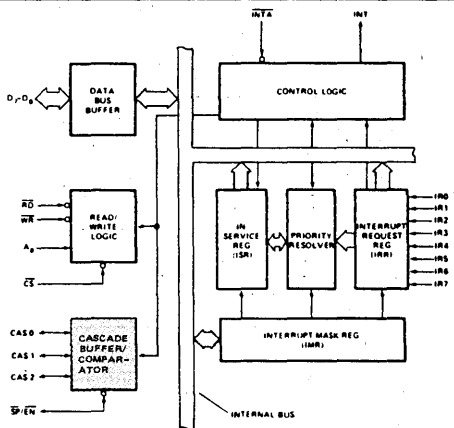 INTA
INT
DATA
BUS
BUFFER
D7-D0
CONTROL LOGIC
RD
WR
A0
CS
READ/
WRITE
LOGIC
IN
SERVICE
REG
(ISR)
PRIORITY
RESOLVER
INTERRUPT
REQUEST
REG
(IRR)
IR0
IR1
IR2
IR3
IR4
IR5
IR6
IR7
CAS 0
CAS 1
CAS 2
CASCADE
BUFFER/
COMPAR-
ATOR
SP/EN
INTERRUPT MASK REG
(IMR)
INTERNAL BUS